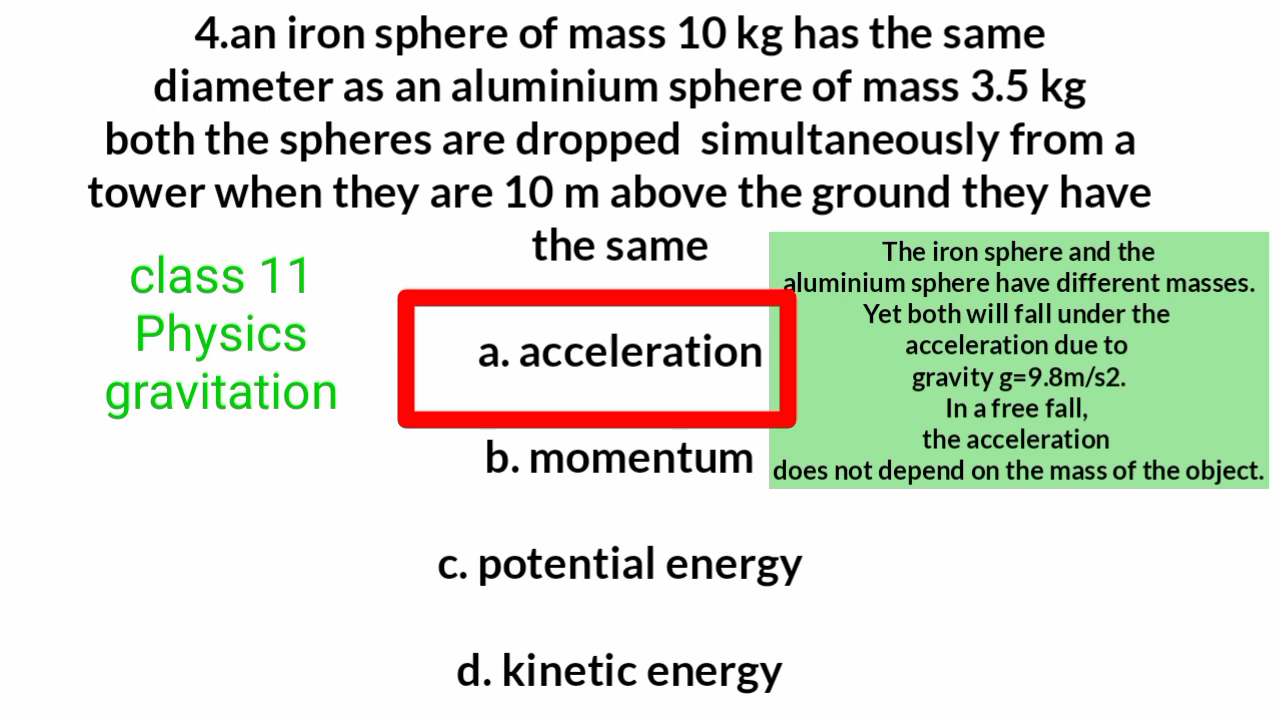 4.an iron sphere of mass 10 kg has the same
diameter as an aluminium sphere of mass 3.5 kg
both the spheres are dropped simultaneously from a
tower when they are 10 m above the ground they have
the same
class 11
Physics
gravitation
a. acceleration
b. momentum
c. potential energy
d. kinetic energy
The iron sphere and the
aluminium sphere have different masses.
Yet both will fall under the
acceleration due to
gravity g=9.8m/s2.
In a free fall,
the acceleration
does not depend on the mass of the object.